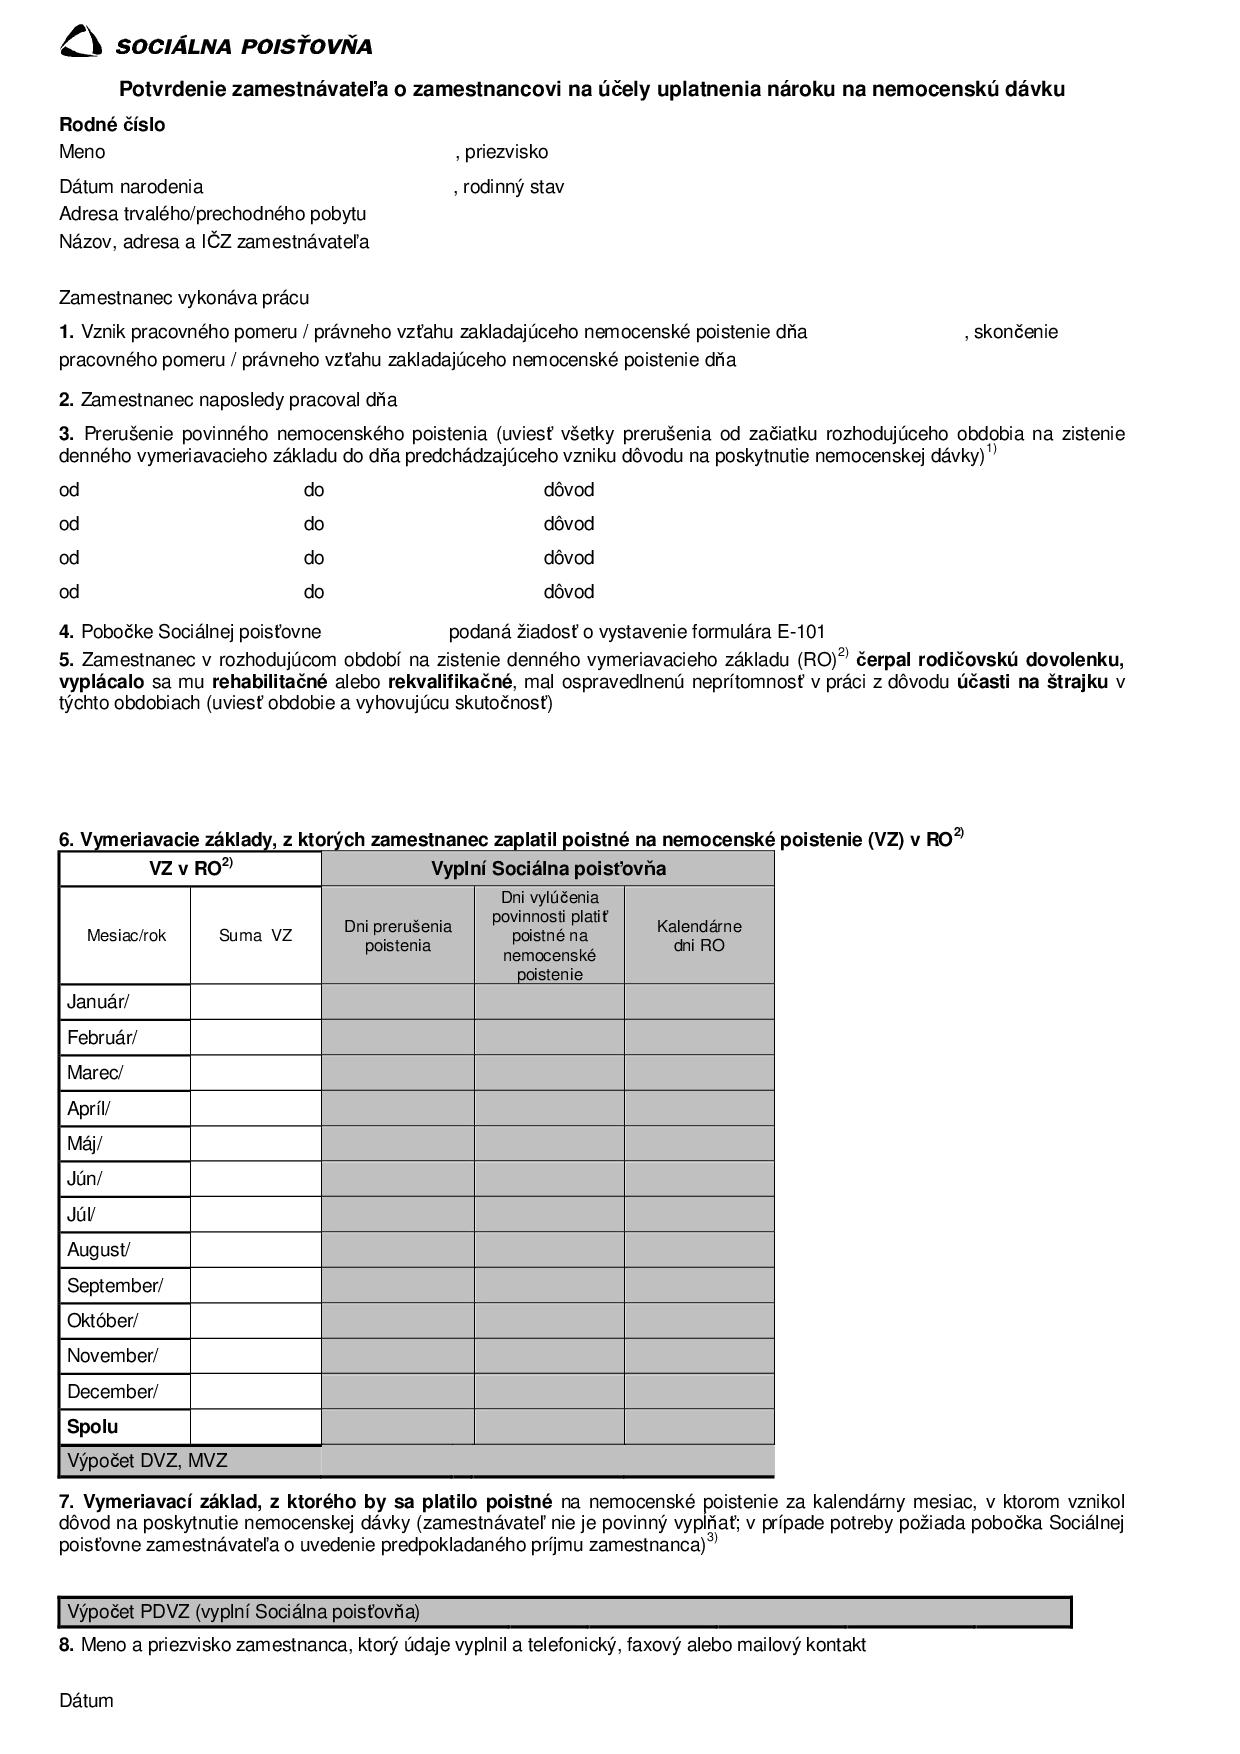 SOCIÁLNA POISŤOVŇA
Potvrdenie zamestnávateľa o zamestnancovi na účely uplatnenia nároku na nemocenskú dávku
Rodné číslo
Meno , priezvisko
Dátum narodenia , rodinný stav
Adresa trvalého/prechodného pobytu
Názov, adresa a IČZ zamestnávateľa
Zamestnanec vykonáva prácu
1. Vznik pracovného pomeru / právneho vzťahu zakladajúceho nemocenské poistenie dňa , skončenie
pracovného pomeru / právneho vzťahu zakladajúceho nemocenské poistenie dňa
2. Zamestnanec naposledy pracoval dňa
3. Prerušenie povinného nemocenského poistenia (uviesť všetky prerušenia od začiatku rozhodujúceho obdobia na zistenie
denného vymeriavacieho základu do dňa predchádzajúceho vzniku dôvodu na poskytnutie nemocenskej dávky)1)
od do dôvod
od do dôvod
od do dôvod
od do dôvod
4. Pobočke Sociálnej poisťovne podaná žiadosť o vystavenie formulára E-101
5. Zamestnanec v rozhodujúcom období na zistenie denného vymeriavacieho základu (RO)2) čerpal rodičovskú dovolenku,
vyplácalo sa mu rehabilitačné alebo rekvalifikačné, mal ospravedlnenú neprítomnosť v práci z dôvodu účasti na štrajku v
týchto obdobiach (uviesť obdobie a vyhovujúcu skutočnosť)
6. Vymeriavacie základy, z ktorých zamestnanec zaplatil poistné na nemocenské poistenie (VZ) v RO2)
VZ v RO2) Vyplní Sociálna poisťovňa
Mesiac/rok Suma VZ Dni prerušenia
poistenia
Dni vylúčenia
povinnosti platiť
poistné na
nemocenské
poistenie
Kalendárne
dni RO
Január/
Február/
Marec/
Apríl/
Máj/
Jún/
Júl/
August/
September/
Október/
November/
December/
Spolu
Výpočet DVZ, MVZ
7. Vymeriavací základ, z ktorého by sa platilo poistné na nemocenské poistenie za kalendárny mesiac, v ktorom vznikol
dôvod na poskytnutie nemocenskej dávky (zamestnávateľ nie je povinný vypĺňať; v prípade potreby požiada pobočka Sociálnej
poisťovne zamestnávateľa o uvedenie predpokladaného príjmu zamestnanca)3)
Výpočet PDVZ (vyplní Sociálna poisťovňa)
8. Meno a priezvisko zamestnanca, ktorý údaje vyplnil a telefonický, faxový alebo mailový kontakt
Dátum